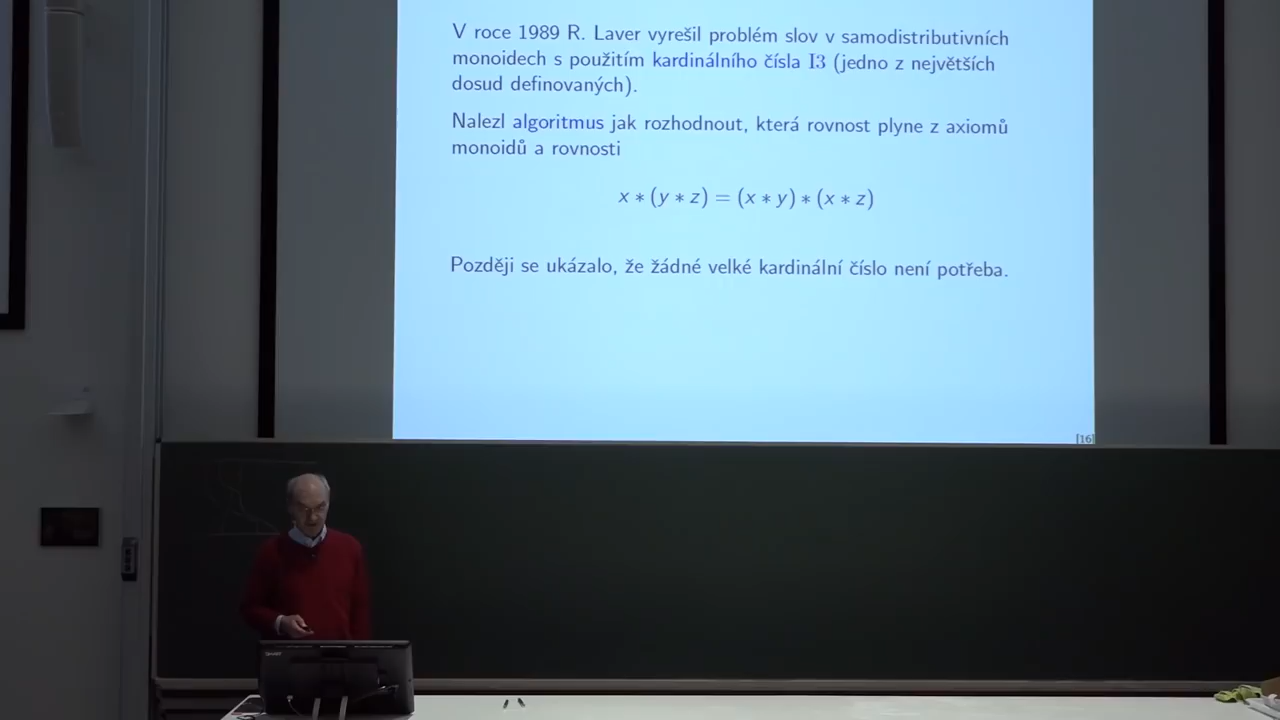 V roce 1989 R. Laver vyrešil problém slov v samodistributivních
monoidech s použitím kardinálního čísla I3 (jedno z největších
dosud definovaných).
Nalezl algoritmus jak rozhodnout, která rovnost plyne z axiomů
monoidů a rovnosti
x ∗ (y ∗ z) = (x ∗ y) ∗ (x ∗ z)
Později se ukázalo, že žádné velké kardinální číslo není potřeba.
[16]